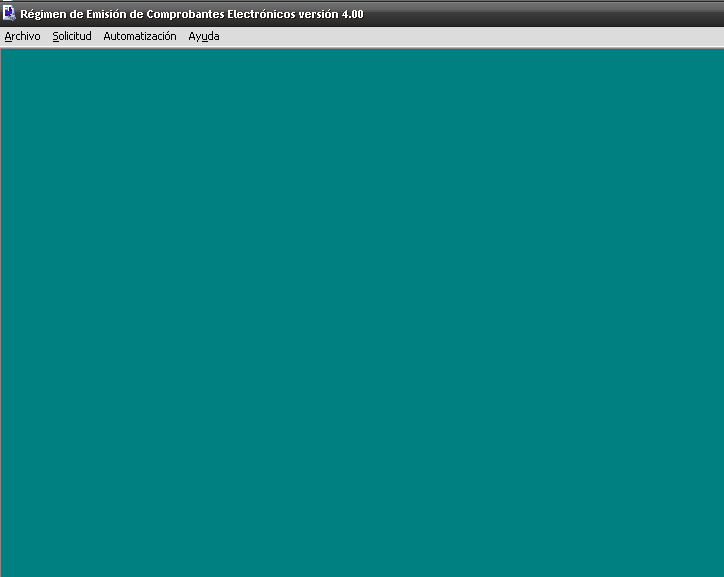 Régimen de Emisión de Comprobantes Electrónicos versión 4.00
Archivo Solicitud Automatización Ayuda